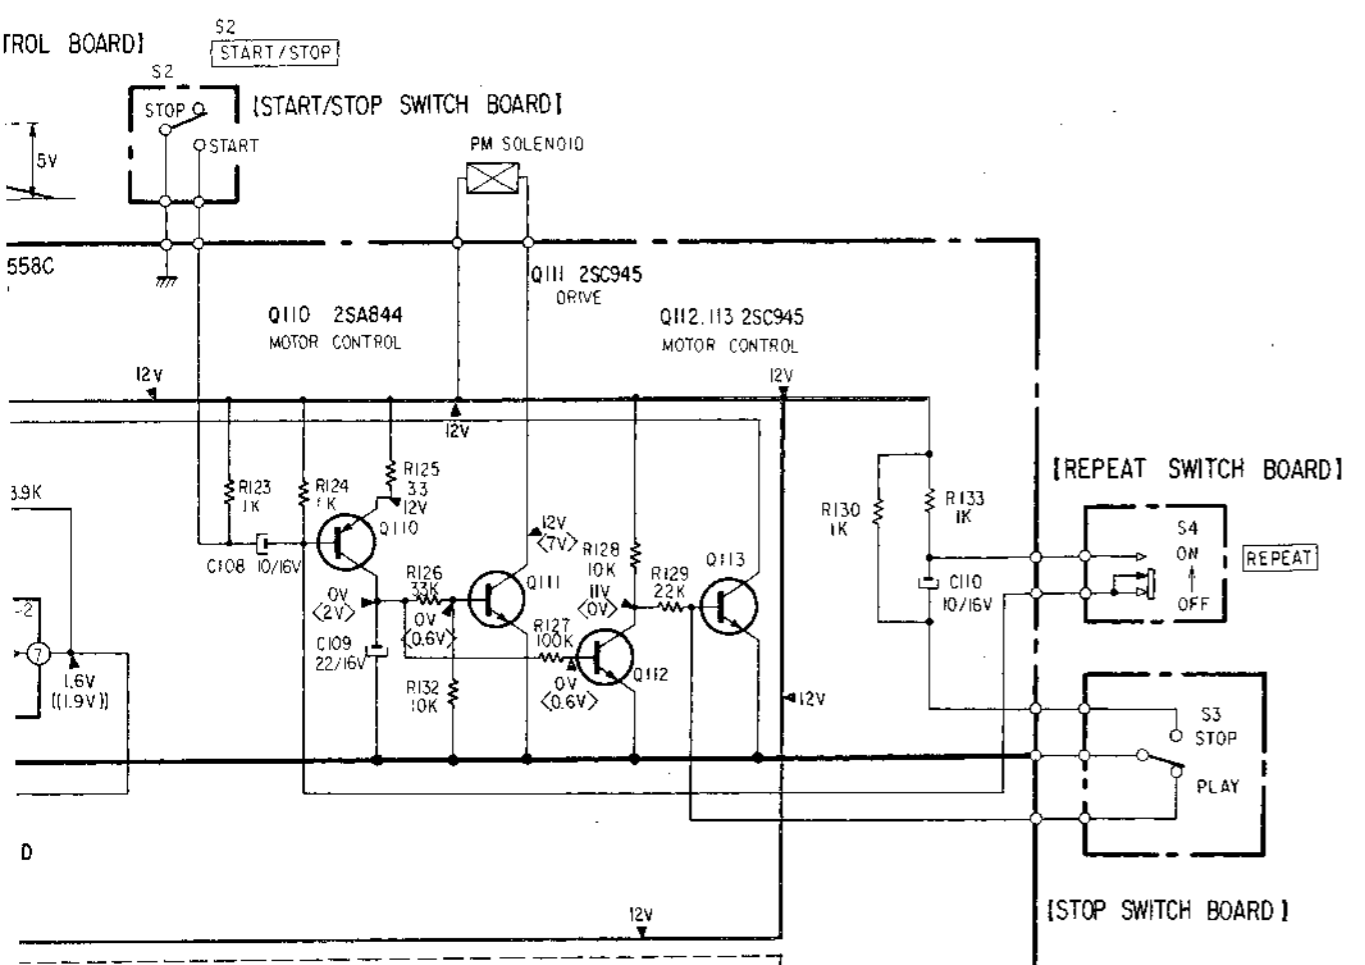 S2
TROL BOARD】
START/STOP
S2
【START/STOP SWITCH BOARD】
STOP
START
5V
PM SOLENOID
558C
Q111 2SC945
DRIVE
Q110 2SA844
MOTOR CONTROL
Q112,113 2SC945
MOTOR CONTROL
12V
12V
12V
R125
33
12V
R123
1K
R124
1K
Q110
3.9K
【REPEAT SWITCH BOARD】
R130
1K
R133
1K
S4
ON
OFF
REPEAT
12V
<7V>
R128
10K
11V
<0V>
Q113
C108 10/16V
R126
33K
Q111
R129
22K
C110
10/16V
0V
<2V>
0V
<0.6V>
R127
100K
C109
22/16V
-2
7
1.6V
((1.9V))
R132
10K
0V
<0.6V>
Q112
12V
S3
STOP
PLAY
D
12V
【STOP SWITCH BOARD】